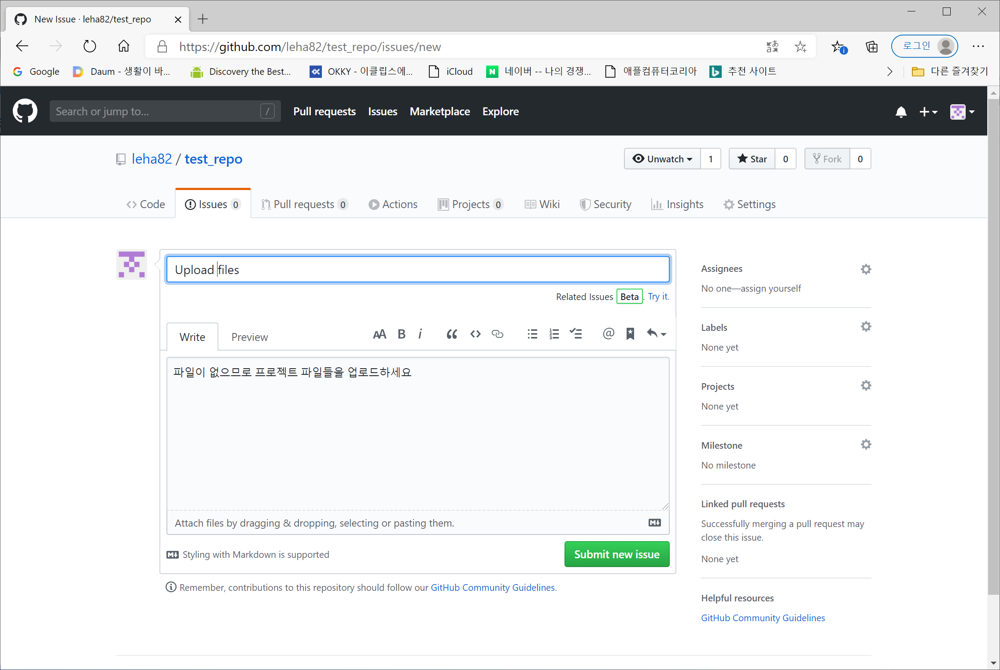 New Issue · leha82/test_repo
https://github.com/leha82/test_repo/issues/new
로그인
Google
Daum - 생활이 바...
Discovery the Best...
OKKY - 이클립스에...
iCloud
네이버 -- 나의 경쟁...
애플컴퓨터코리아
추천 사이트
다른 즐겨찾기
Search or jump to...
/
Pull requests
Issues
Marketplace
Explore
leha82 / test_repo
Unwatch 1
Star 0
Fork 0
Code
Issues 0
Pull requests 0
Actions
Projects 0
Wiki
Security
Insights
Settings
Upload files
Related Issues Beta. Try it.
Write
Preview
파일이 없으므로 프로젝트 파일들을 업로드하세요
Attach files by dragging & dropping, selecting or pasting them.
Styling with Markdown is supported
Submit new issue
Remember, contributions to this repository should follow our GitHub Community Guidelines.
Assignees
No one—assign yourself
Labels
None yet
Projects
None yet
Milestone
No milestone
Linked pull requests
Successfully merging a pull request may
close this issue.
None yet
Helpful resources
GitHub Community Guidelines